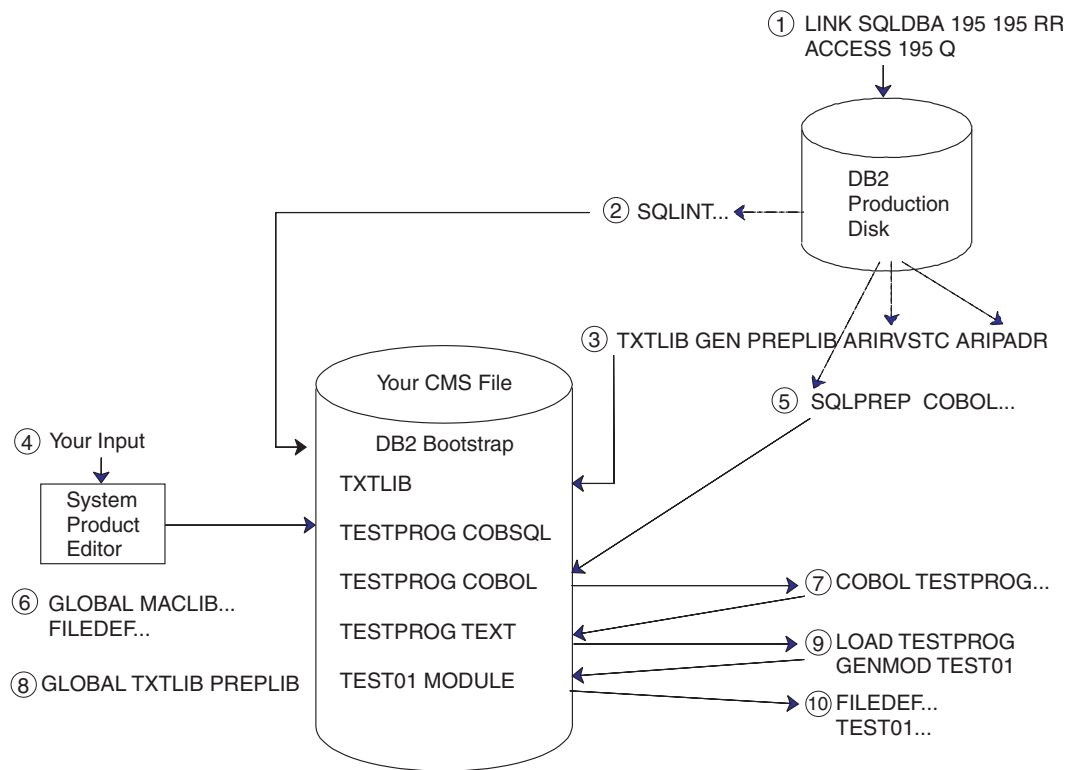 ① LINK SQLDBA 195 195 RR
ACCESS 195 Q
DB2
Production
Disk
② SQLINT...
③ TXTLIB GEN PREPLIB ARIRVSTC ARIPADR
Your CMS File
⑤ SQLPREP COBOL...
④ Your Input
DB2 Bootstrap
TXTLIB
System
Product
Editor
TESTPROG COBSQL
TESTPROG COBOL
⑦ COBOL TESTPROG...
⑥ GLOBAL MACLIB...
FILEDEF...
TESTPROG TEXT
⑨ LOAD TESTPROG
GENMOD TEST01
⑧ GLOBAL TXTLIB PREPLIB
TEST01 MODULE
⑩ FILEDEF...
TEST01...